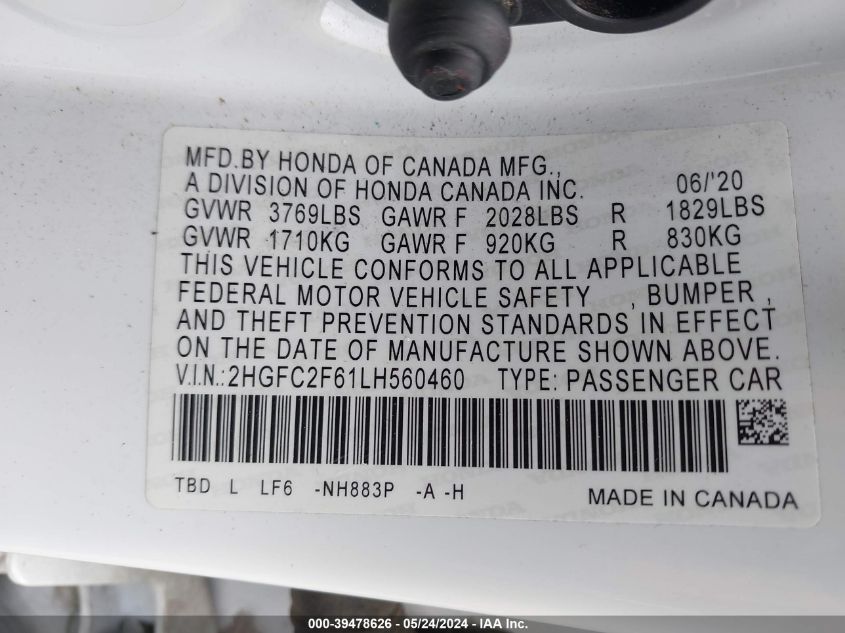 MFD.BY HONDA OF CANADA MFG.,
A DIVISION OF HONDA CANADA INC. 06/'20
GVWR 3769LBS GAWR F 2028LBS R 1829LBS
GVWR 1710KG GAWR F 920KG R 830KG
THIS VEHICLE CONFORMS TO ALL APPLICABLE
FEDERAL MOTOR VEHICLE SAFETY , BUMPER ,
AND THEFT PREVENTION STANDARDS IN EFFECT
ON THE DATE OF MANUFACTURE SHOWN ABOVE.
V.I.N.:2HGFC2F61LH560460 TYPE: PASSENGER CAR
TBD L LF6 -NH883P -A -H MADE IN CANADA
000-39478626 - 05/24/2024 - IAA Inc.